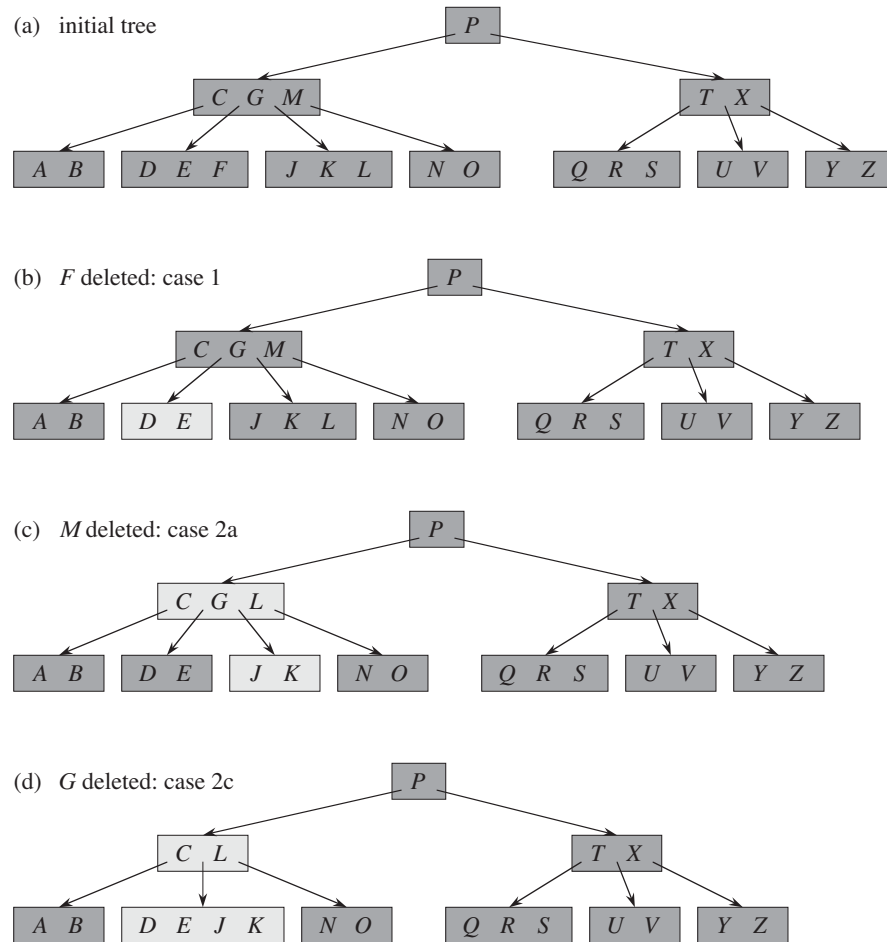 (a) initial tree
P
C G M
T X
A B
D E F
J K L
N O
Q R S
U V
Y Z
(b) F deleted: case 1
P
C G M
T X
A B
D E
J K L
N O
Q R S
U V
Y Z
(c) M deleted: case 2a
P
C G L
T X
A B
D E
J K
N O
Q R S
U V
Y Z
(d) G deleted: case 2c
P
C L
T X
A B
D E J K
N O
Q R S
U V
Y Z